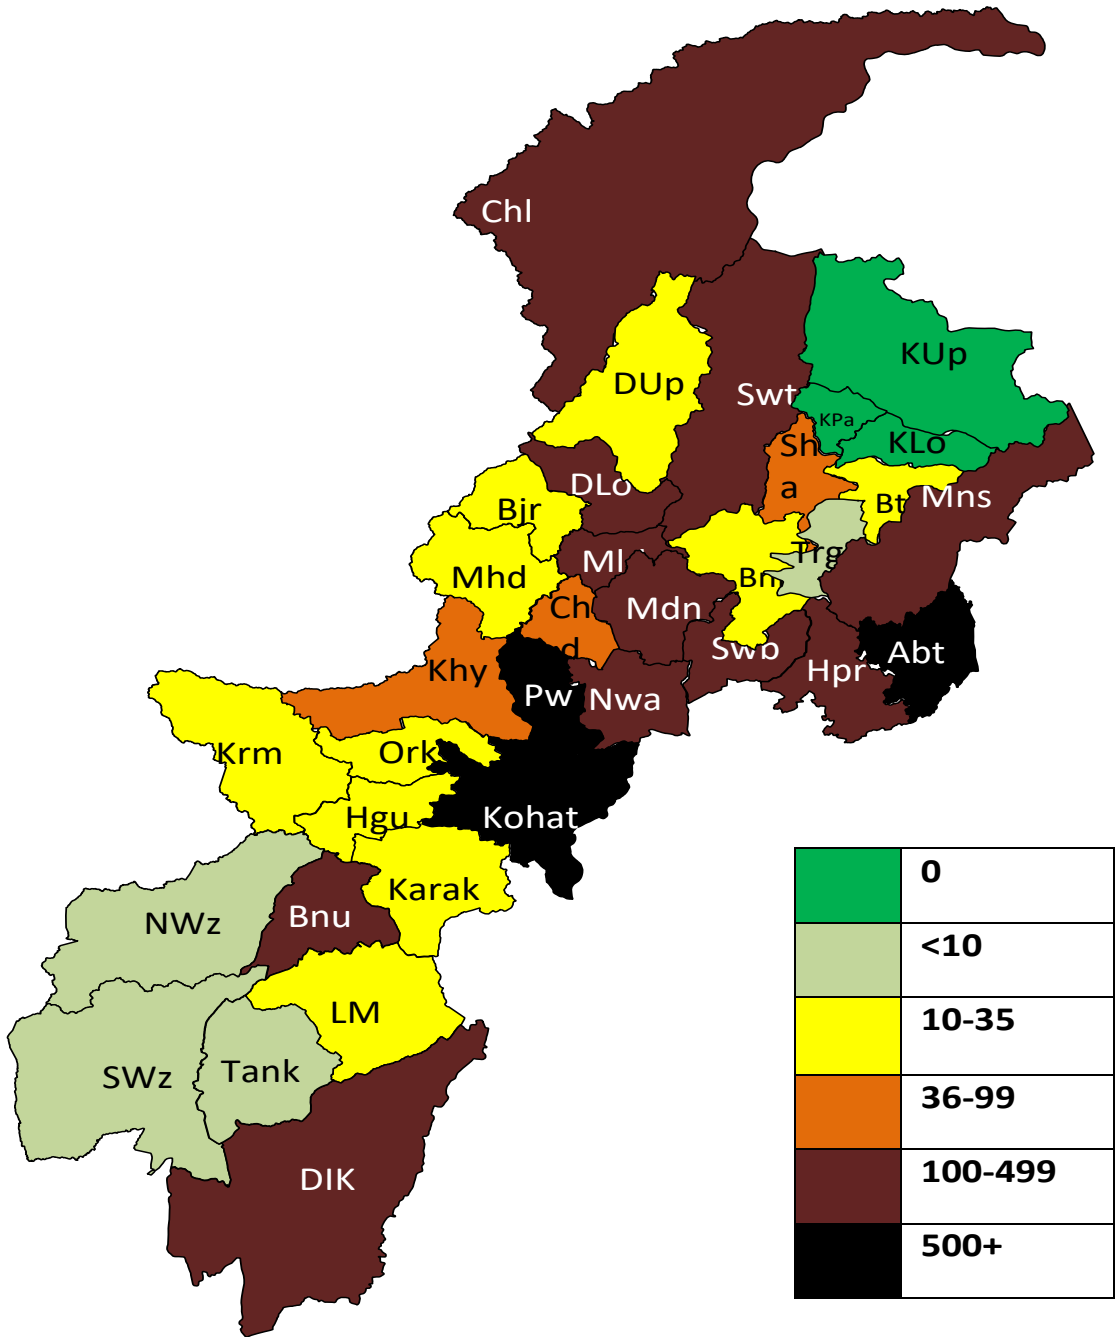 Chl
KUp
DUp
Swt
KPa
KLo
Sh
a
DLo
Bt
Mns
Bjr
Trg
Ml
Mhd
Bn
Ch
d
Mdn
Swb
Abt
Khy
Hpr
Pw
Nwa
Krm
Ork
Hgu
Kohat
Karak
Bnu
NWz
LM
SWz
Tank
DIK
0
<10
10-35
36-99
100-499
500+